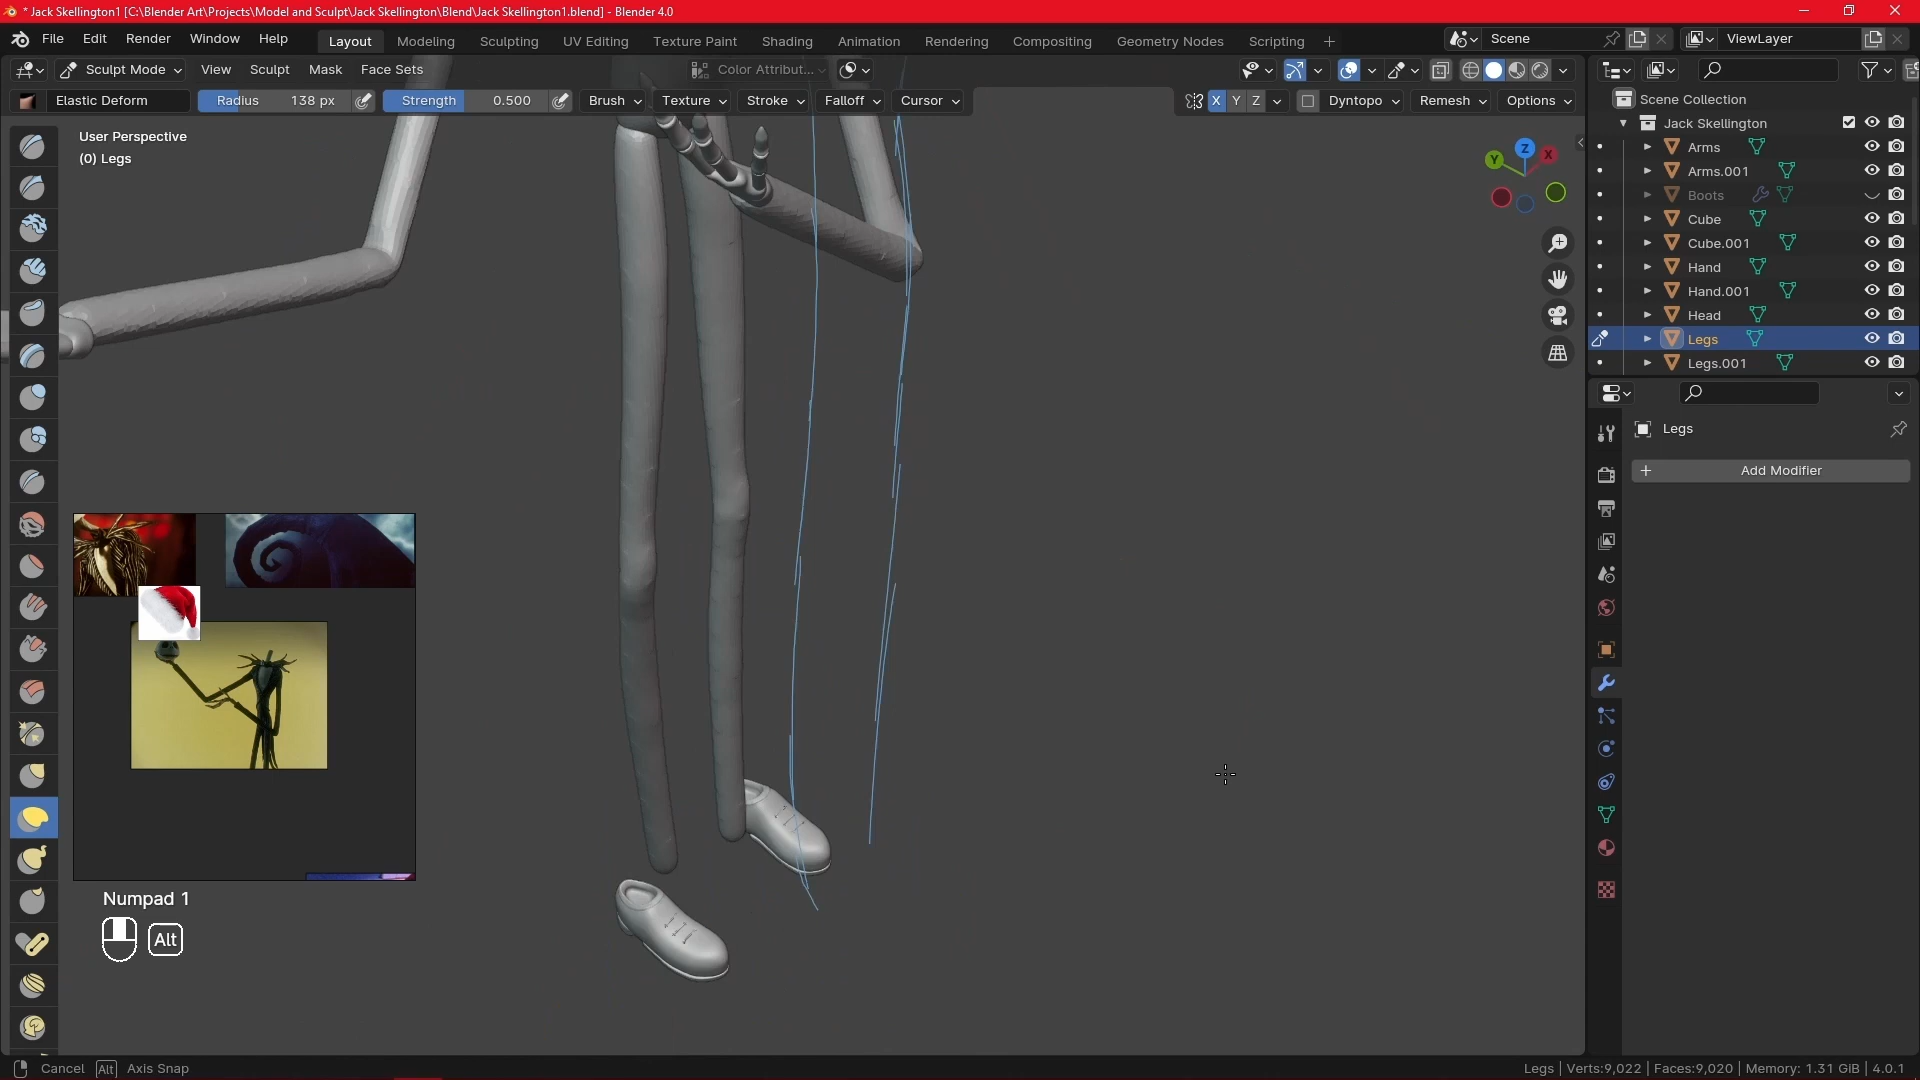 * Jack Skellington1 [C:\Blender Art\Projects\Model and Sculpt\Jack Skellington\Blend\Jack Skellington1.blend] - Blender 4.0
File Edit Render Window Help Layout Modeling Sculpting UV Editing Texture Paint Shading Animation Rendering Compositing Geometry Nodes Scripting + Scene ViewLayer
Sculpt Mode View Sculpt Mask Face Sets Color Attribut...
Elastic Deform Radius 138 px Strength 0.500 Brush Texture Stroke Falloff Cursor X Y Z Dyntopo Remesh Options
User Perspective
(0) Legs
Z
Y
X
Scene Collection
Jack Skellington
Arms
Arms.001
Boots
Cube
Cube.001
Hand
Hand.001
Head
Legs
Legs.001
Legs
+ Add Modifier
Numpad 1
Alt
Cancel Alt Axis Snap
Legs | Verts:9,022 | Faces:9,020 | Memory: 1.31 GiB | 4.0.1